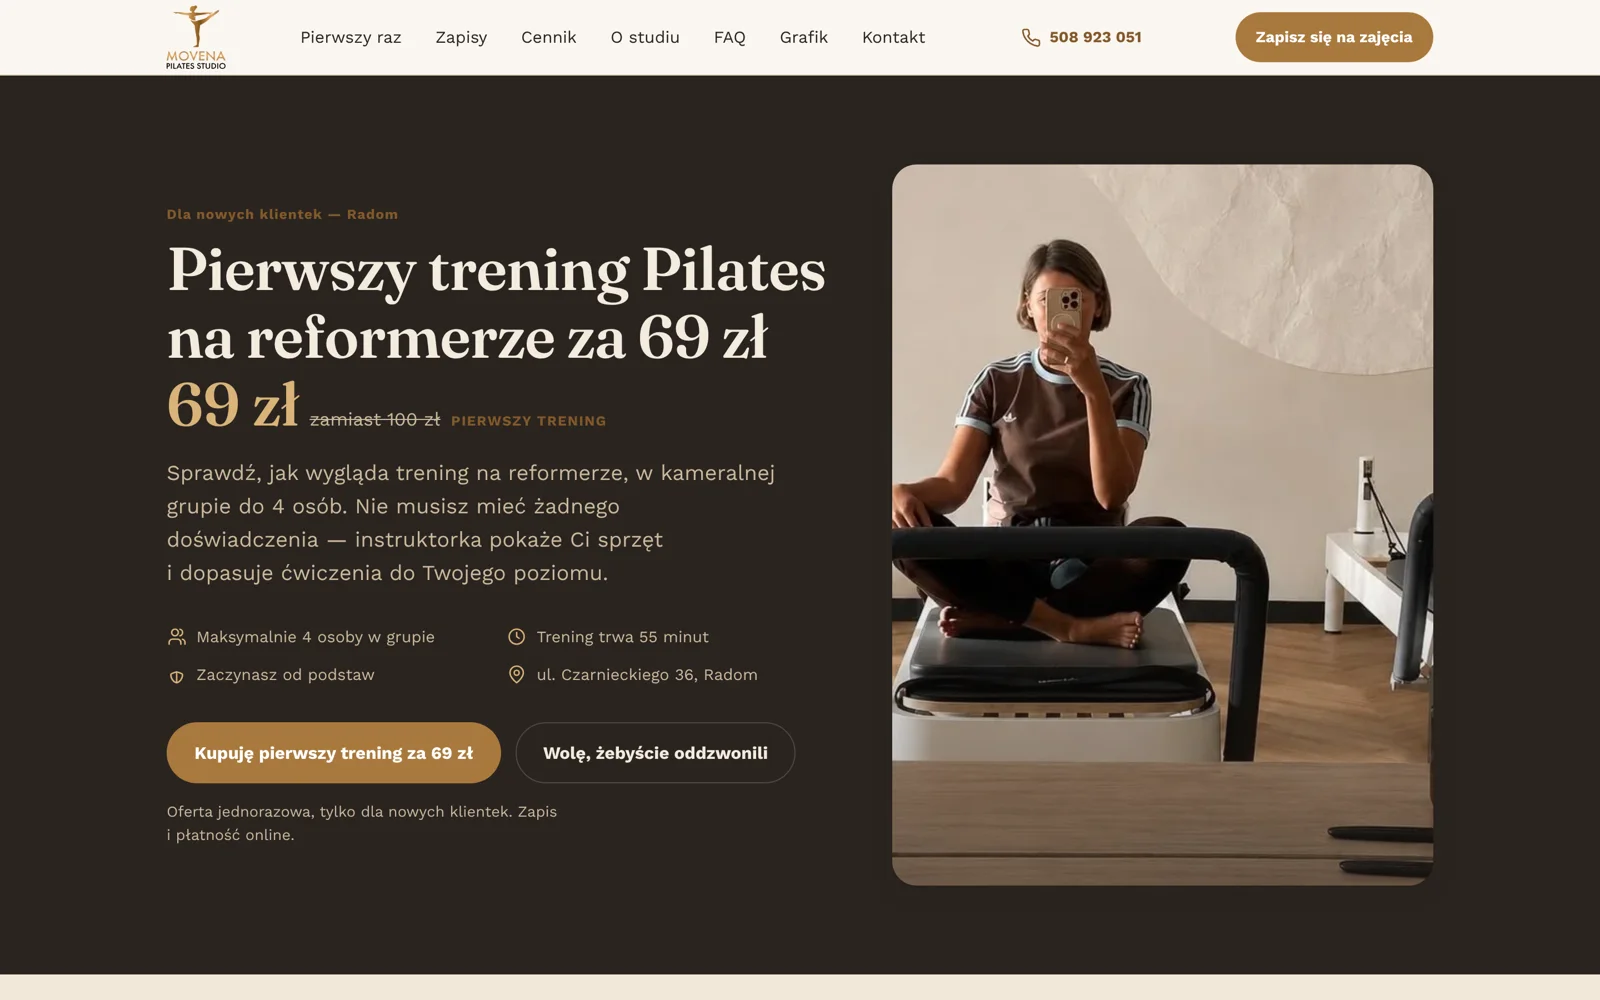 MOVENA
PILATES STUDIO
Pierwszy raz
Zapisy
Cennik
O studiu
FAQ
Grafik
Kontakt
508 923 051
Zapisz się na zajęcia
Dla nowych klientek — Radom
Pierwszy trening Pilates
na reformerze za 69 zł
69 zł zamiast 100 zł PIERWSZY TRENING
Sprawdź, jak wygląda trening na reformerze, w kameralnej
grupie do 4 osób. Nie musisz mieć żadnego
doświadczenia — instruktorka pokaże Ci sprzęt
i dopasuje ćwiczenia do Twojego poziomu.
Maksymalnie 4 osoby w grupie
Trening trwa 55 minut
Zaczynasz od podstaw
ul. Czarnieckiego 36, Radom
Kupuję pierwszy trening za 69 zł
Wolę, żebyście oddzwonili
Oferta jednorazowa, tylko dla nowych klientek. Zapis
i płatność online.